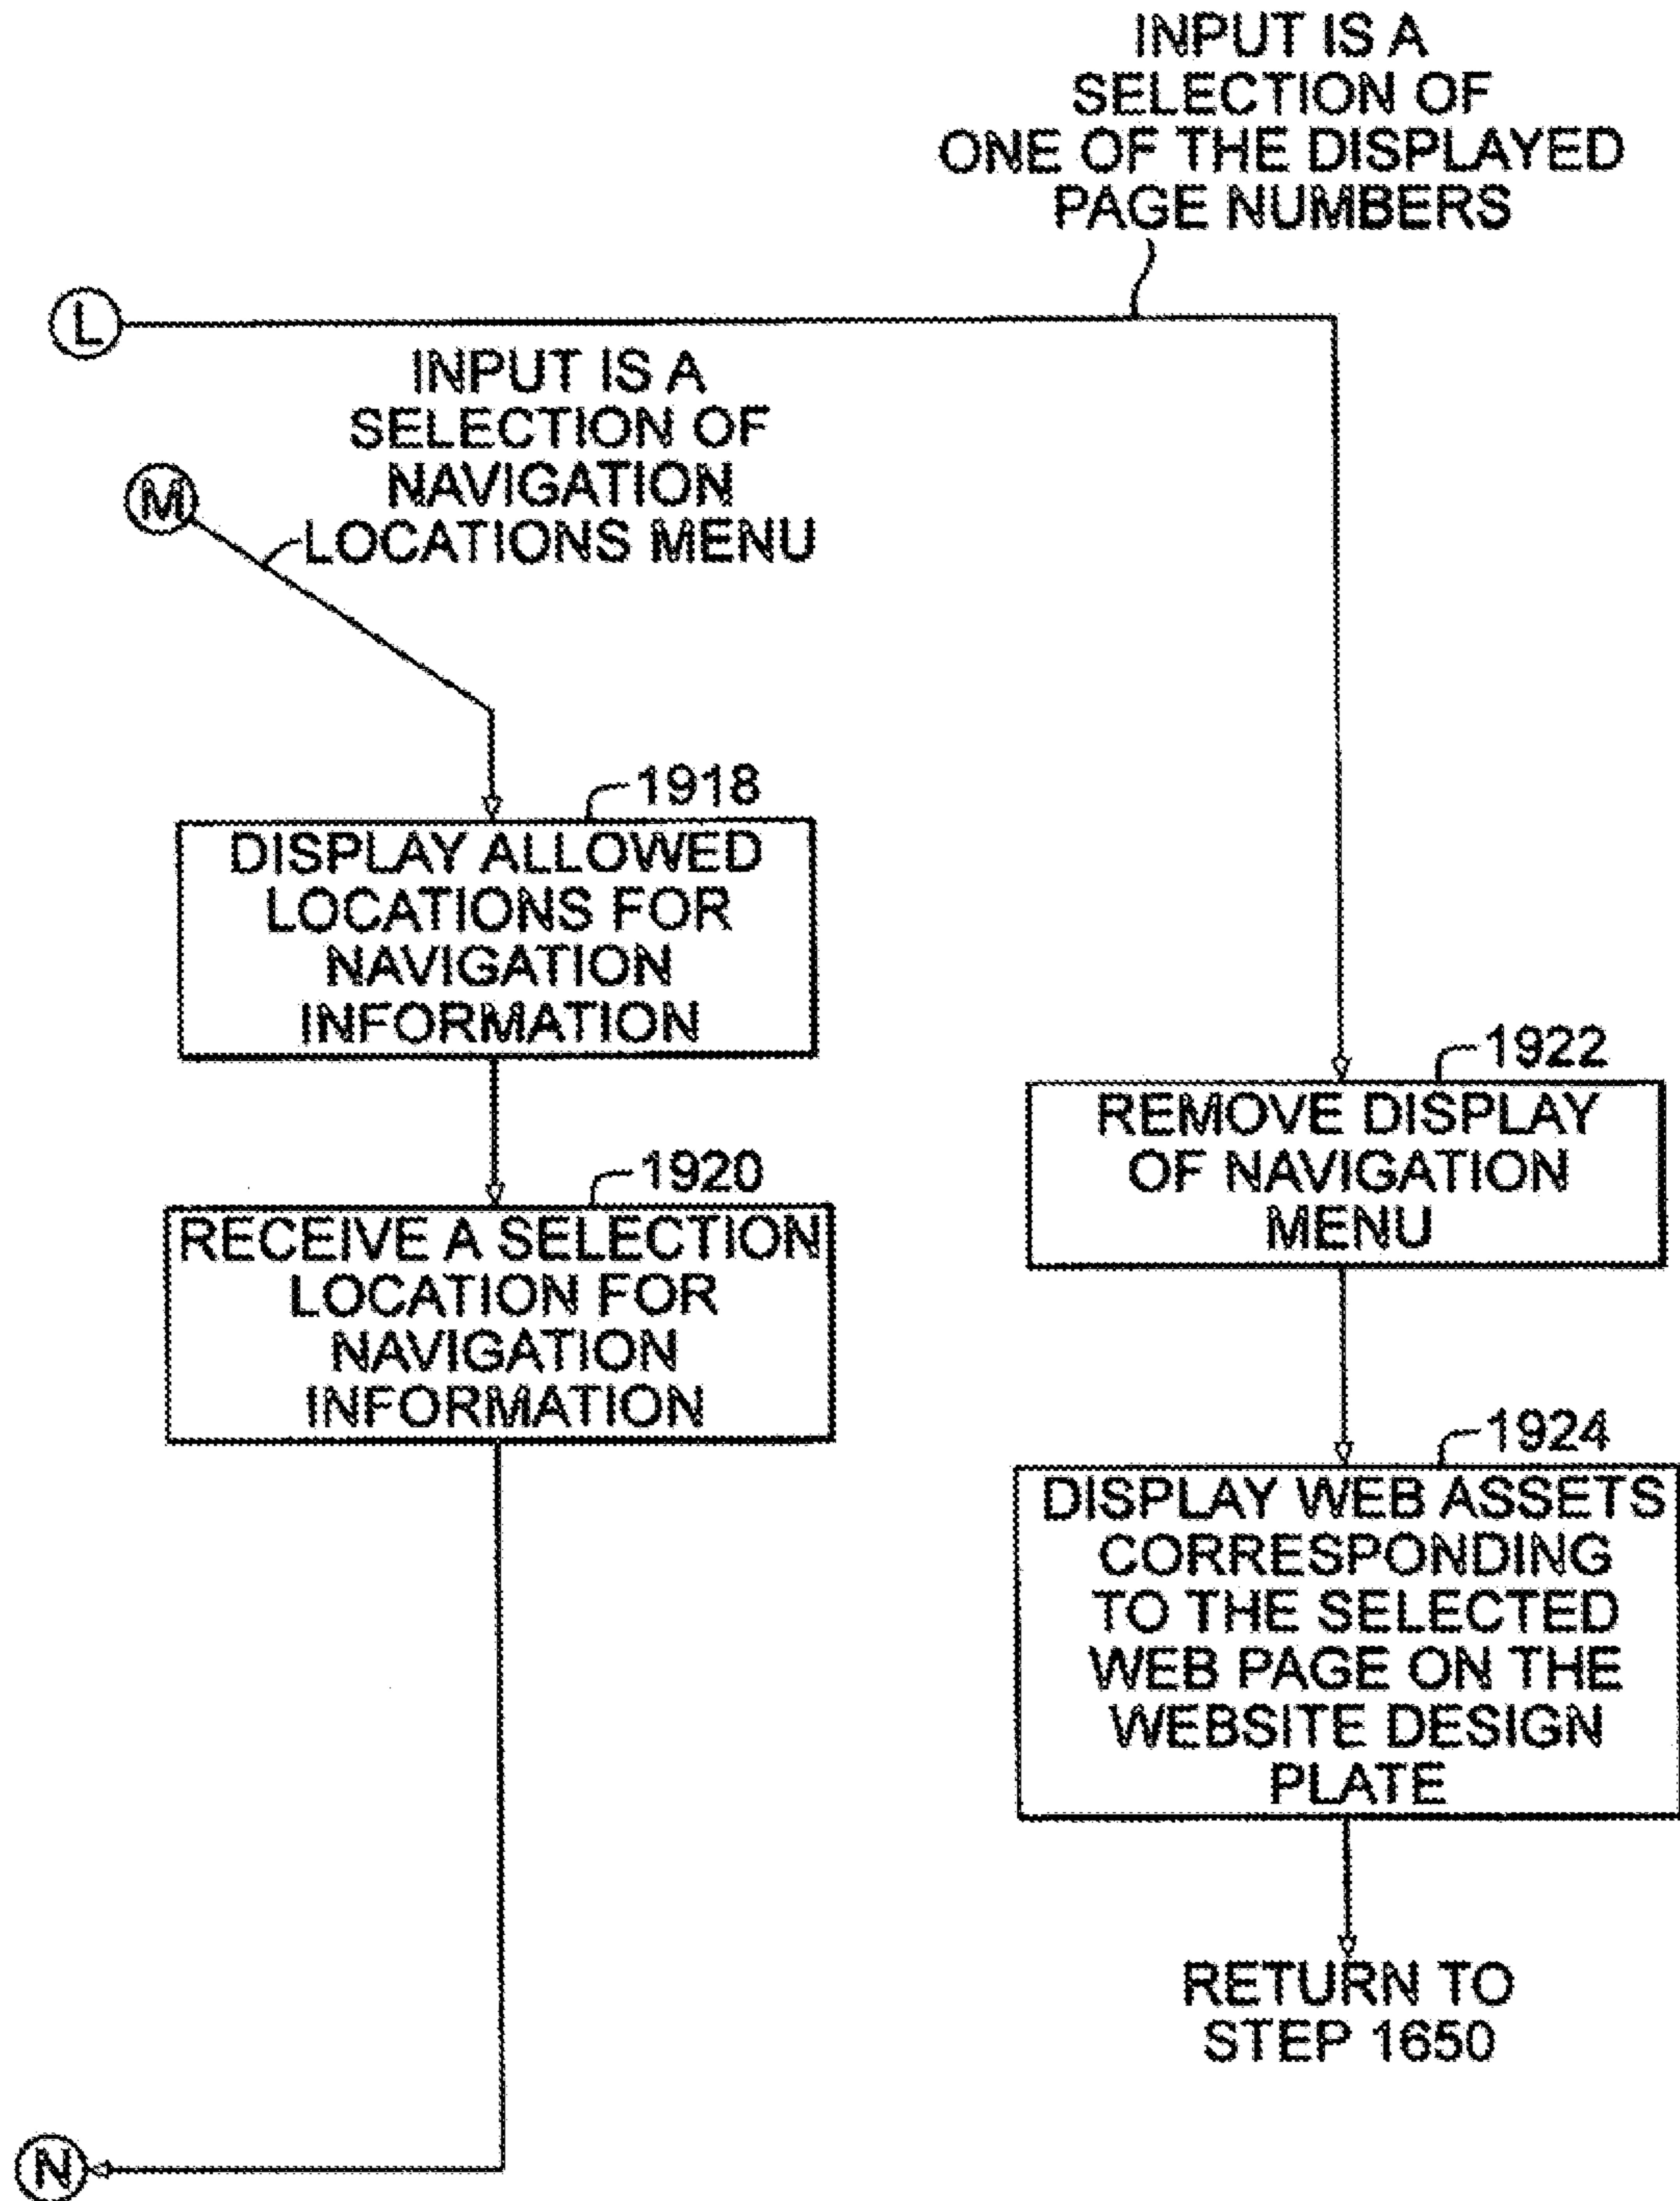 INPUT IS A
SELECTION OF
ONE OF THE DISPLAYED
PAGE NUMBERS
L
INPUT IS A
SELECTION OF
NAVIGATION
LOCATIONS MENU
M
1918
DISPLAY ALLOWED
LOCATIONS FOR
NAVIGATION
INFORMATION
1920
RECEIVE A SELECTION
LOCATION FOR
NAVIGATION
INFORMATION
1922
REMOVE DISPLAY
OF NAVIGATION
MENU
1924
DISPLAY WEB ASSETS
CORRESPONDING
TO THE SELECTED
WEB PAGE ON THE
WEBSITE DESIGN
PLATE
RETURN TO
STEP 1650
N